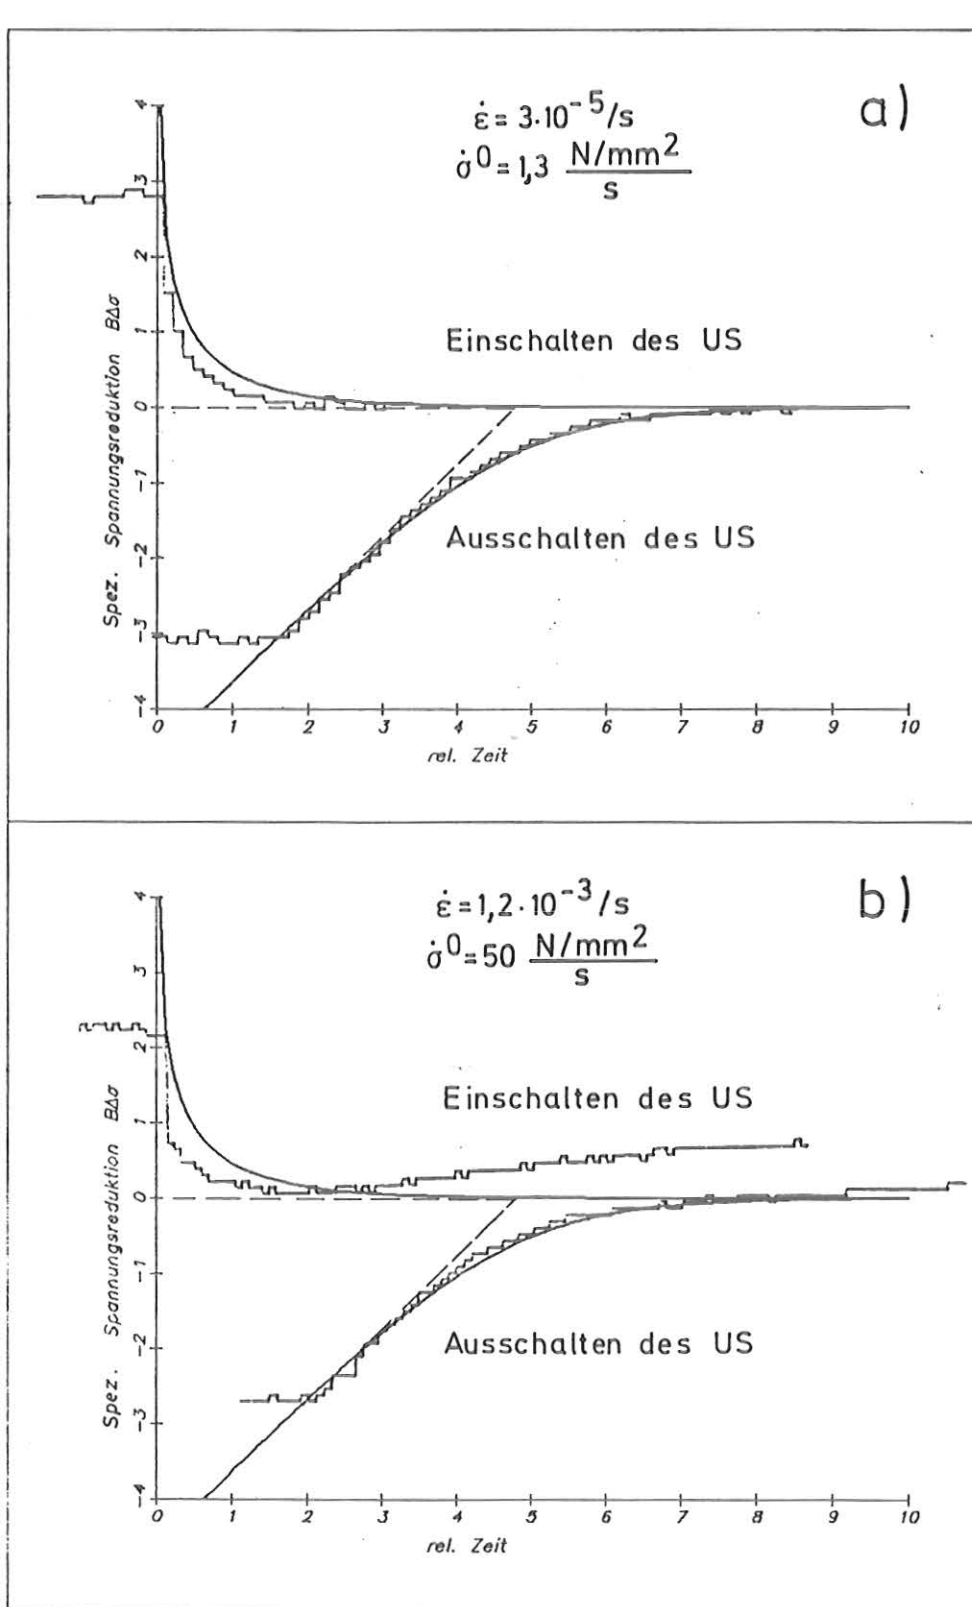 a)
ε̇ = 3·10⁻⁵/s
σ̇⁰ = 1,3 N/mm²
s
4
3
2
1
0
-1
-2
-3
-4
Spez. Spannungsreduktion BΔσ
Einschalten des US
Ausschalten des US
0 1 2 3 4 5 6 7 8 9 10
rel. Zeit
b)
ε̇ = 1,2·10⁻³/s
σ̇⁰ = 50 N/mm²
s
4
3
2
1
0
-1
-2
-3
-4
Spez. Spannungsreduktion BΔσ
Einschalten des US
Ausschalten des US
0 1 2 3 4 5 6 7 8 9 10
rel. Zeit